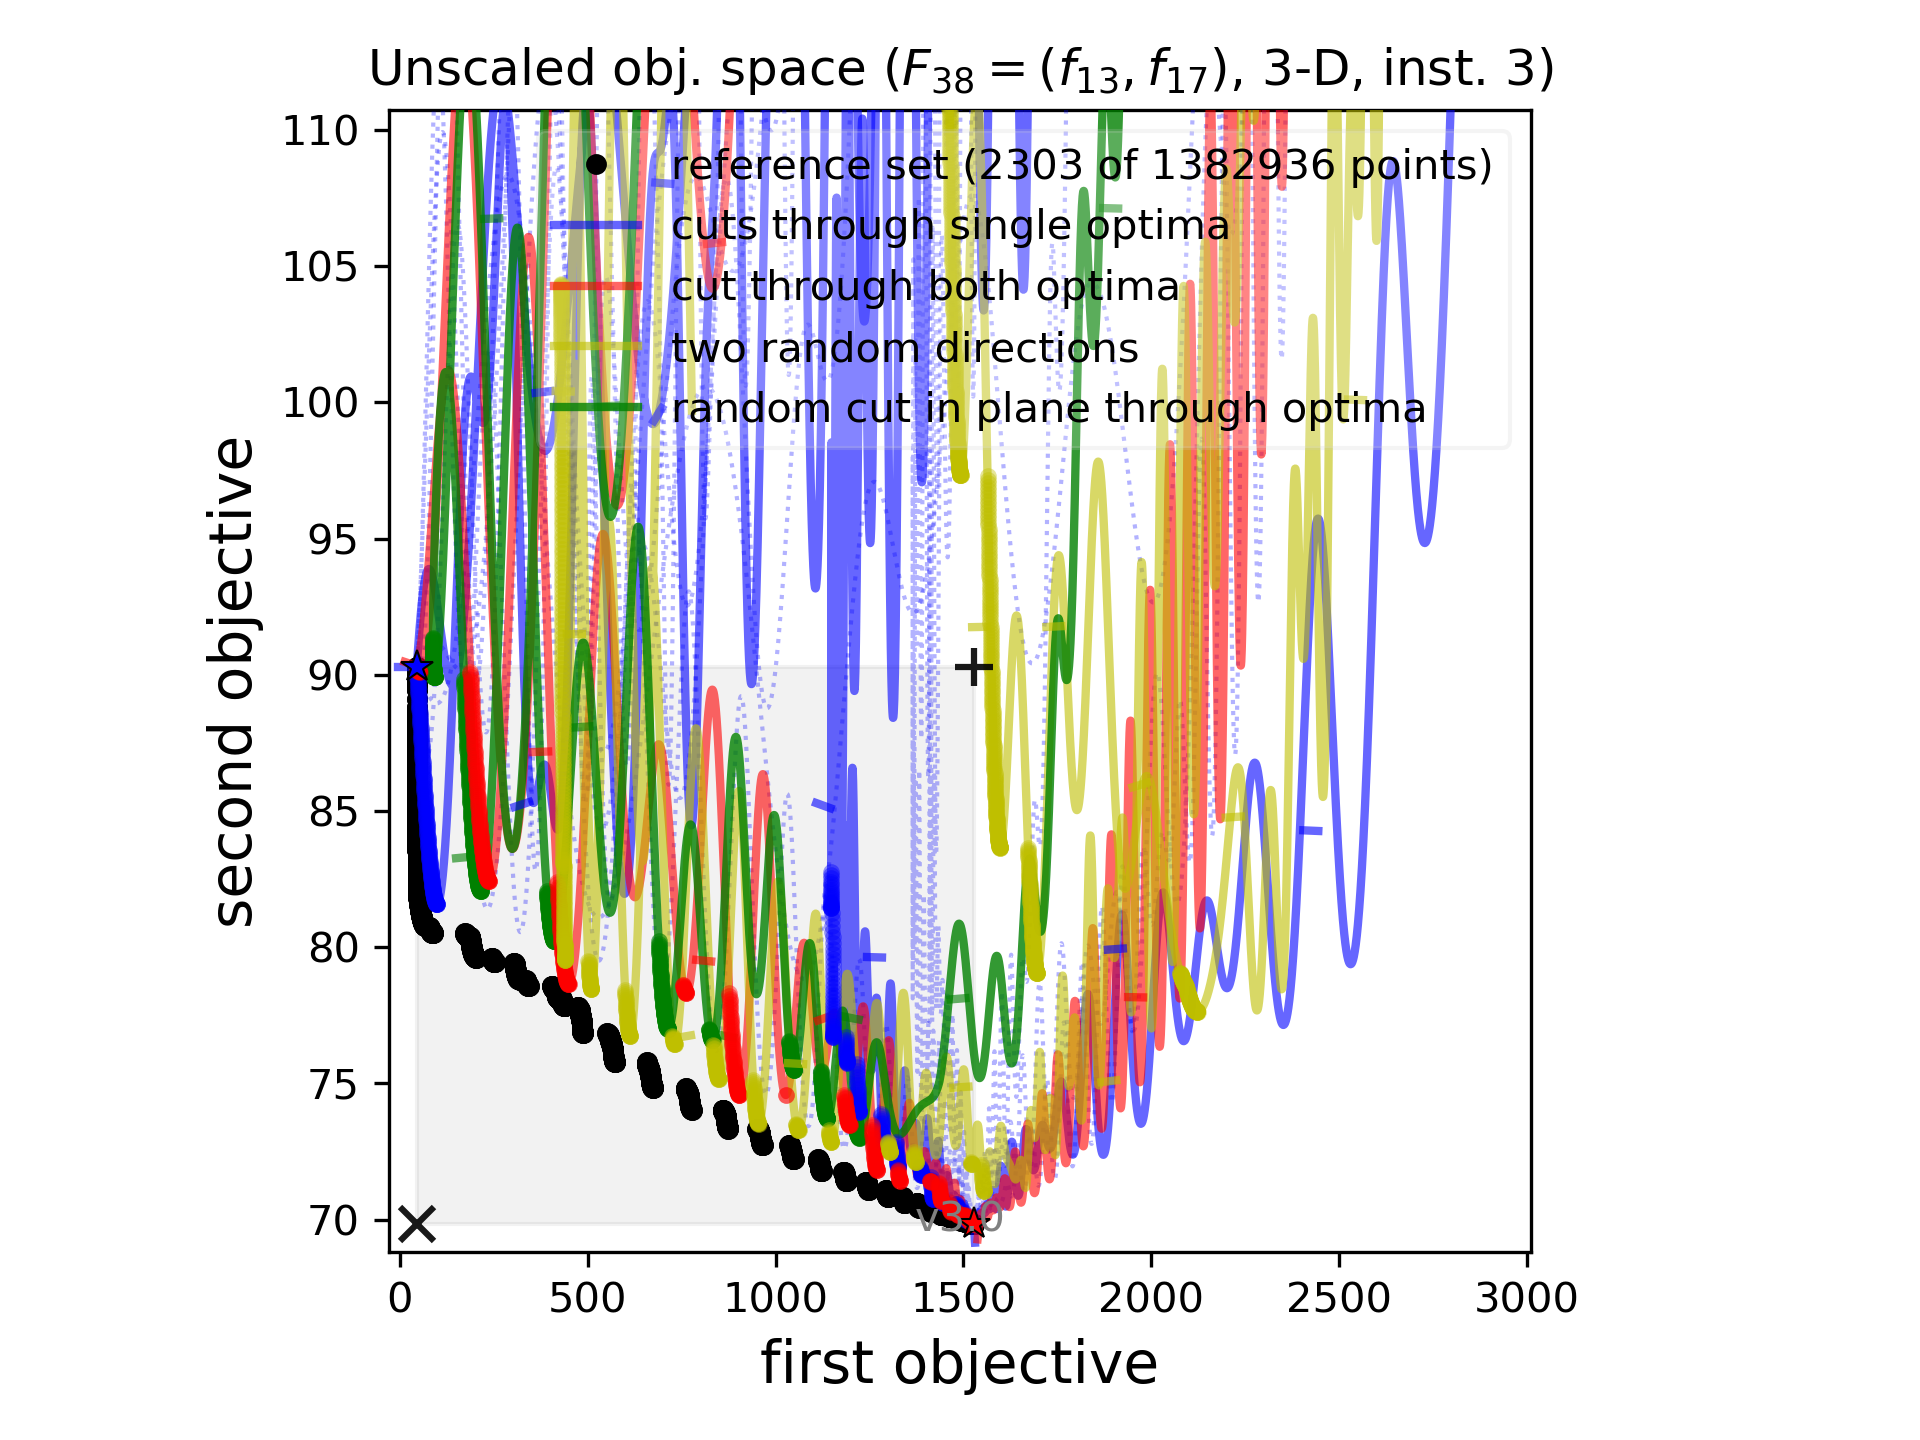 Unscaled obj. space (F₃₈ = (f₁₃, f₁₇), 3-D, inst. 3)
110
105
100
95
90
85
80
75
70
second objective
reference set (2303 of 1382936 points)
cuts through single optima
cut through both optima
two random directions
random cut in plane through optima
v3.0
0 500 1000 1500 2000 2500 3000
first objective